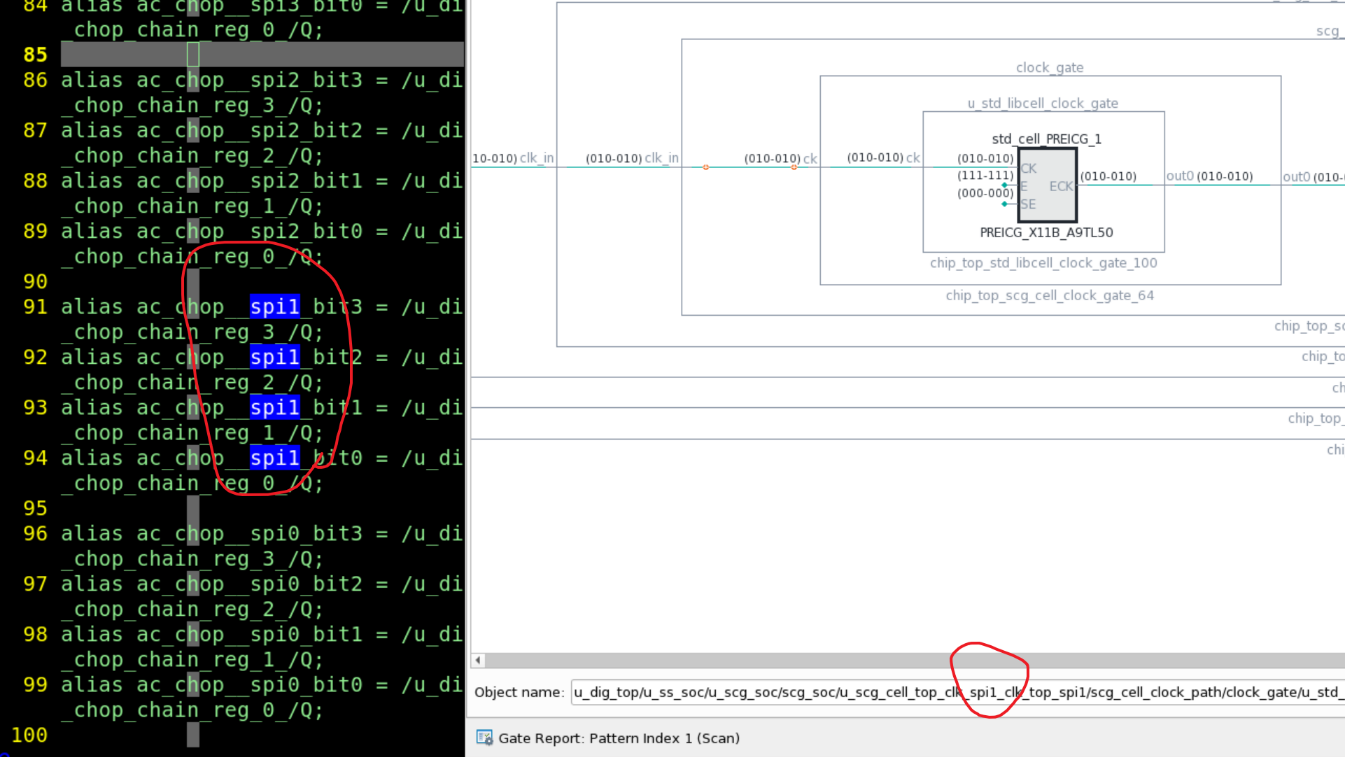 84 alias ac_chop__spi3_bit0 = /u_di
_chop_chain_reg_0_/Q;
85
86 alias ac_chop__spi2_bit3 = /u_di
_chop_chain_reg_3_/Q;
87 alias ac_chop__spi2_bit2 = /u_di
_chop_chain_reg_2_/Q;
88 alias ac_chop__spi2_bit1 = /u_di
_chop_chain_reg_1_/Q;
89 alias ac_chop__spi2_bit0 = /u_di
_chop_chain_reg_0_/Q;
90
91 alias ac_chop__spi1_bit3 = /u_di
_chop_chain_reg_3_/Q;
92 alias ac_chop__spi1_bit2 = /u_di
_chop_chain_reg_2_/Q;
93 alias ac_chop__spi1_bit1 = /u_di
_chop_chain_reg_1_/Q;
94 alias ac_chop__spi1_bit0 = /u_di
_chop_chain_reg_0_/Q;
95
96 alias ac_chop__spi0_bit3 = /u_di
_chop_chain_reg_3_/Q;
97 alias ac_chop__spi0_bit2 = /u_di
_chop_chain_reg_2_/Q;
98 alias ac_chop__spi0_bit1 = /u_di
_chop_chain_reg_1_/Q;
99 alias ac_chop__spi0_bit0 = /u_di
_chop_chain_reg_0_/Q;
100
scg_
clock_gate
u_std_libcell_clock_gate
std_cell_PREICG_1
10-010) clk_in (010-010) clk_in (010-010) ck (010-010) ck (010-010)
(111-111)
(000-000)
CK
E ECK
SE
(010-010) out0 (010-010) out0 (010-
PREICG_X11B_A9TL50
chip_top_std_libcell_clock_gate_100
chip_top_scg_cell_clock_gate_64
chip_top_sc
chip_to
ch
chip_top_
chi
Object name: u_dig_top/u_ss_soc/u_scg_soc/scg_soc/u_scg_cell_top_clk_spi1_clk_top_spi1/scg_cell_clock_path/clock_gate/u_std_
Gate Report: Pattern Index 1 (Scan)